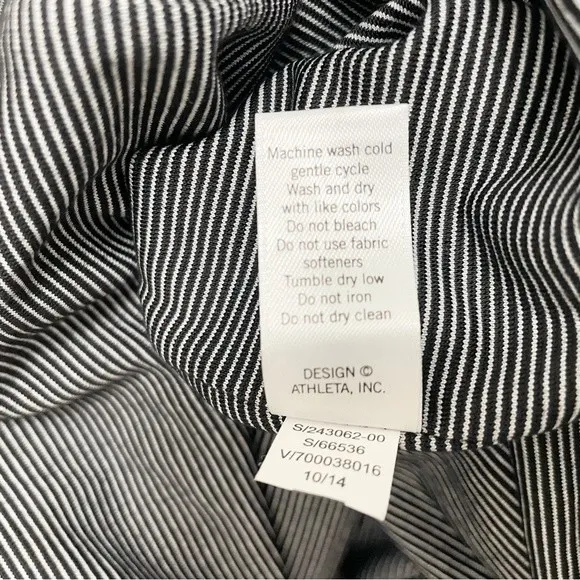 Machine wash cold
gentle cycle
Wash and dry
with like colors
Do not bleach
Do not use fabric
softeners
Tumble dry low
Do not iron
Do not dry clean
DESIGN ©
ATHLETA, INC.
S/243062-00
S/66536
V/700038016
10/14